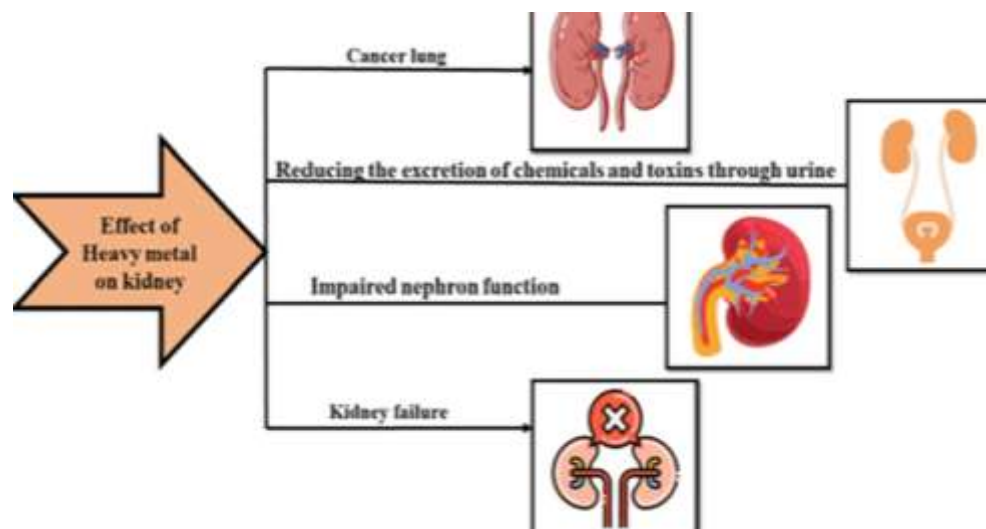 Cancer lung
Reducing the excretion of chemicals and toxins through urine
Effect of
Heavy metal
on kidney
Impaired nephron function
Kidney failure